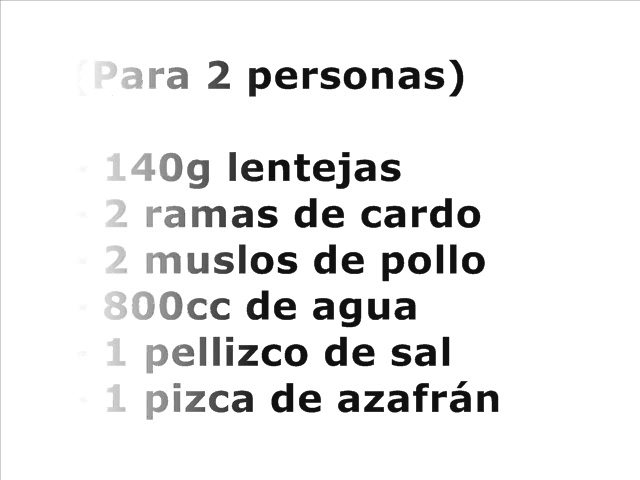 (Para 2 personas)
- 140g lentejas
- 2 ramas de cardo
- 2 muslos de pollo
- 800cc de agua
- 1 pellizco de sal
- 1 pizca de azafrán